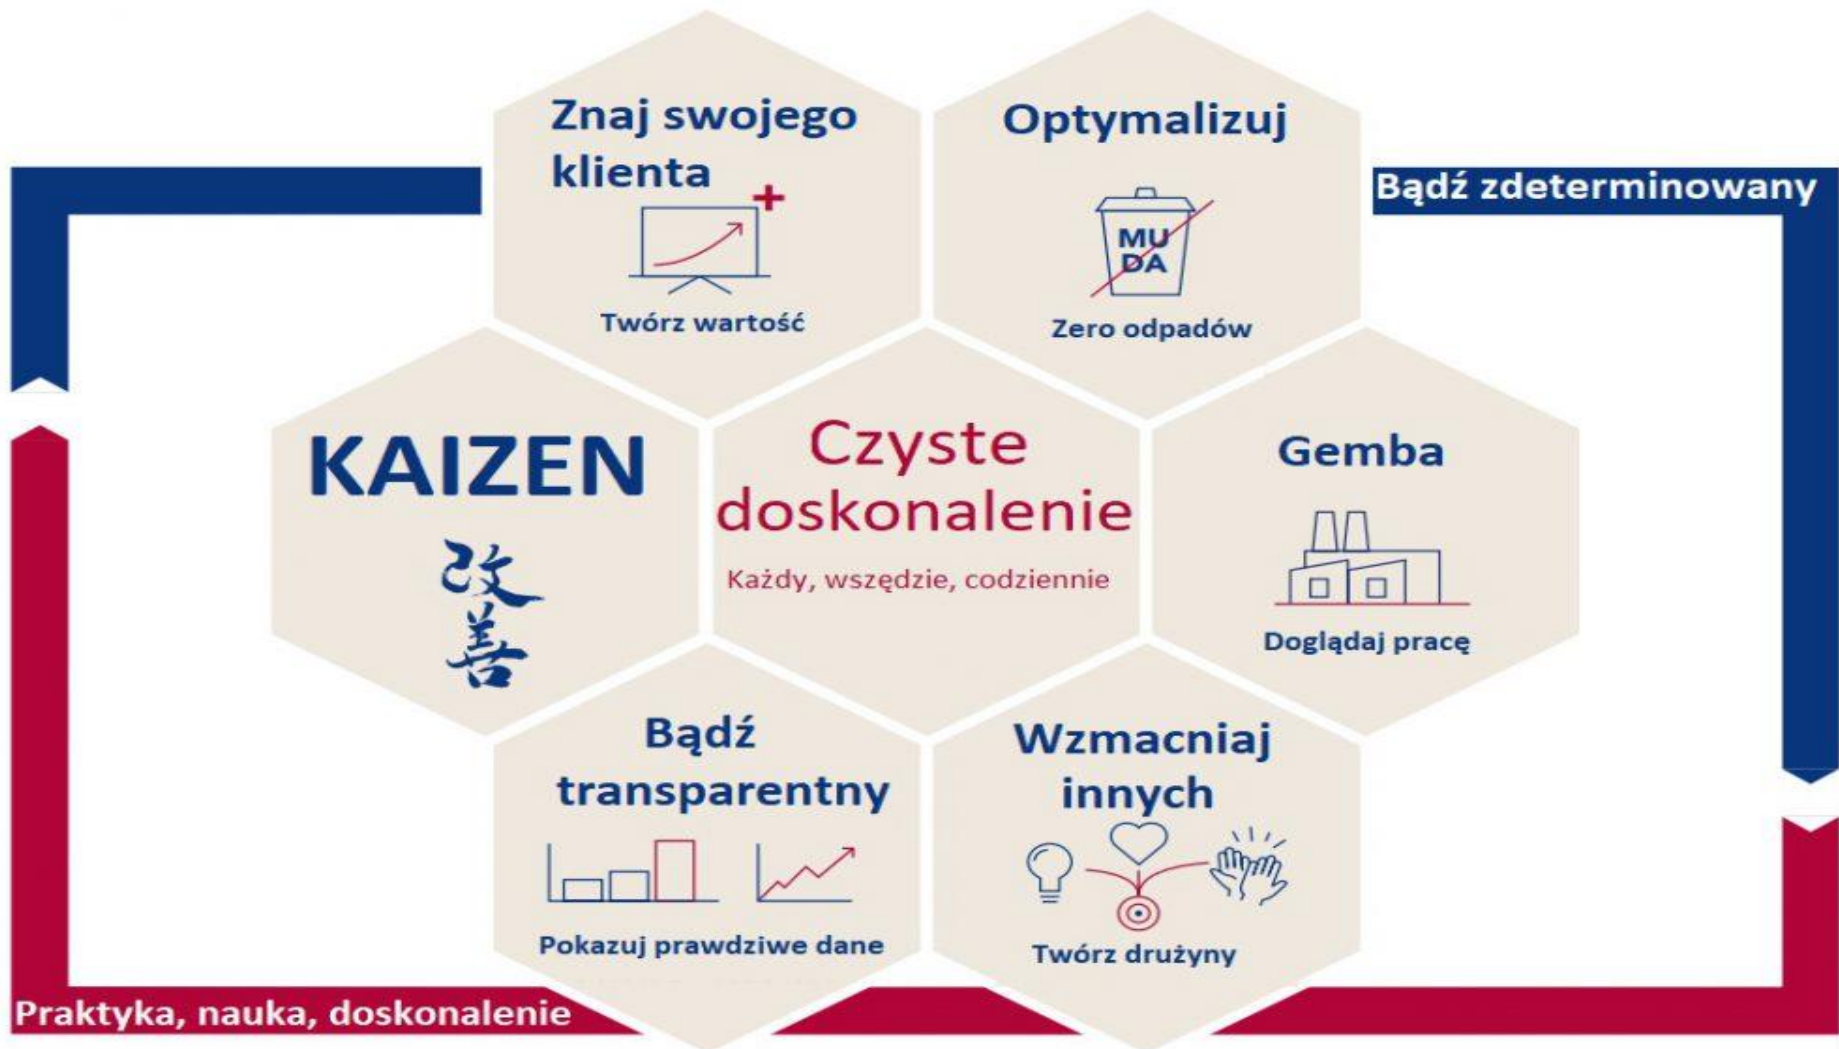 Znaj swojego
klienta
Twórz wartość
Optymalizuj
MU
DA
Zero odpadów
Bądź zdeterminowany
KAIZEN
改
善
Czyste
doskonalenie
Każdy, wszędzie, codziennie
Gemba
Doglądaj pracę
Bądź
transparentny
Pokazuj prawdziwe dane
Wzmacniaj
innych
Twórz drużyny
Praktyka, nauka, doskonalenie